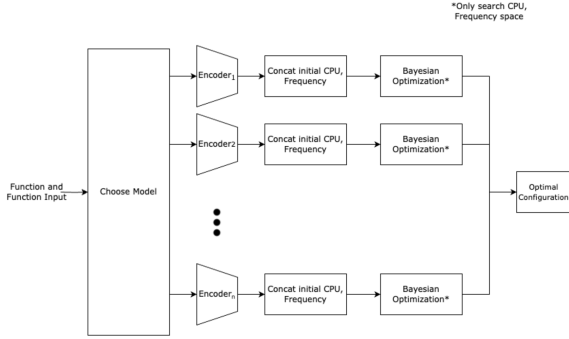 *Only search CPU,
Frequency space
Function and
Function Input
Choose Model
Encoder₁
Concat initial CPU,
Frequency
Bayesian
Optimization*
Encoder₂
Concat initial CPU,
Frequency
Bayesian
Optimization*
Encoderₙ
Concat initial CPU,
Frequency
Bayesian
Optimization*
Optimal
Configuration